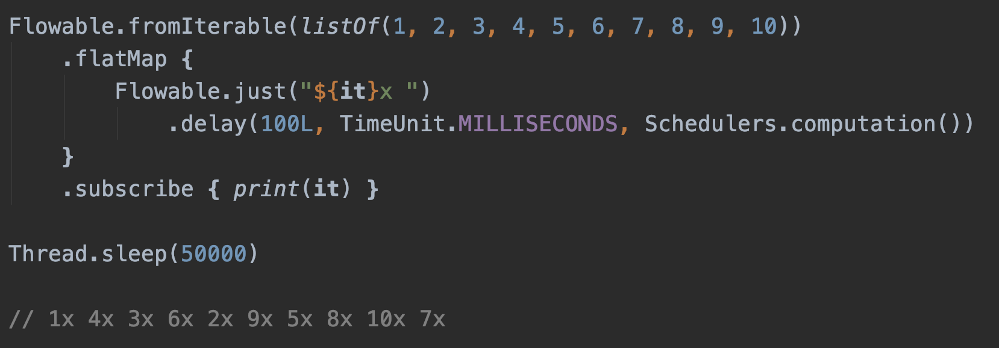 Flowable.fromIterable(listOf(1, 2, 3, 4, 5, 6, 7, 8, 9, 10))
    .flatMap {
        Flowable.just("${it}x ")
            .delay(100L, TimeUnit.MILLISECONDS, Schedulers.computation())
    }
    .subscribe { print(it) }

Thread.sleep(50000)

// 1x 4x 3x 6x 2x 9x 5x 8x 10x 7x